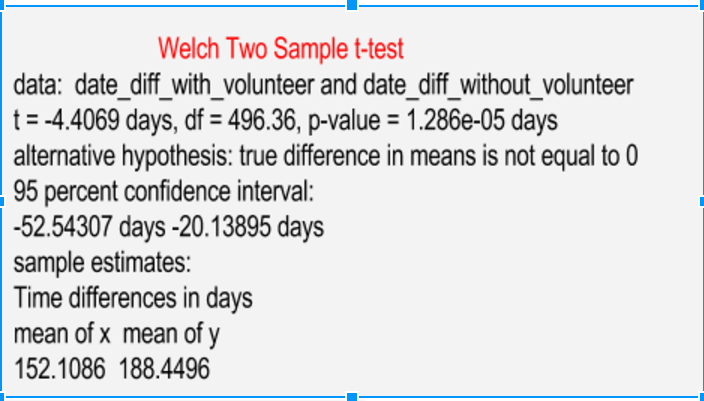 Welch Two Sample t-test
data: date_diff_with_volunteer and date_diff_without_volunteer
t = -4.4069 days, df = 496.36, p-value = 1.286e-05 days
alternative hypothesis: true difference in means is not equal to 0
95 percent confidence interval:
-52.54307 days -20.13895 days
sample estimates:
Time differences in days
mean of x mean of y
152.1086 188.4496